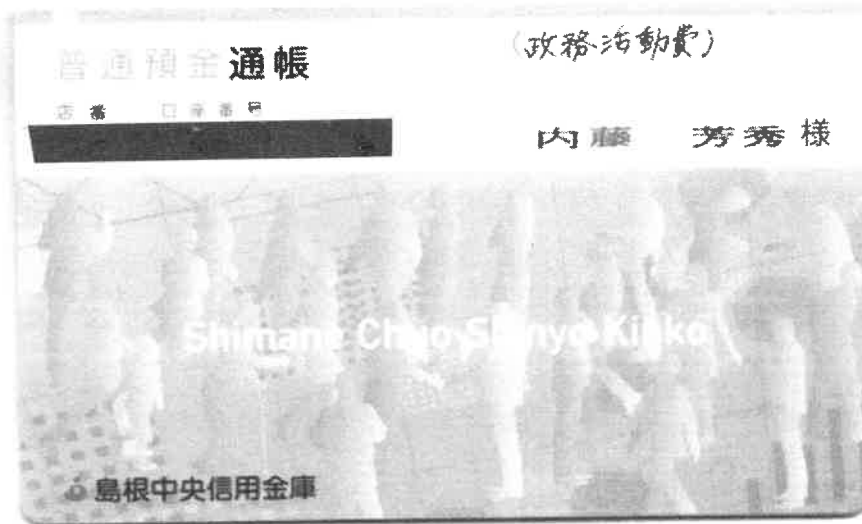 普通預金通帳
(政務活動費)
店番 口座番号
内藤 芳秀様
Shimane Chuo Shinyo Kinko
島根中央信用金庫